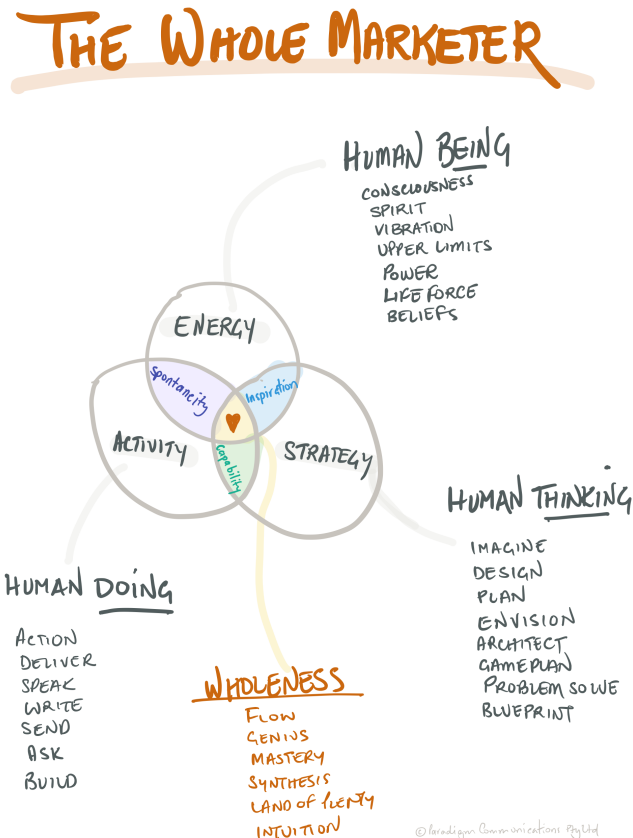 THE WHOLE MARKETER
HUMAN BEING
CONSCIOUSNESS
SPIRIT
VIBRATION
UPPER LIMITS
POWER
LIFE FORCE
BELIEFS
ENERGY
Spontaneity
Inspiration
ACTIVITY
STRATEGY
Capability
HUMAN THINKING
IMAGINE
DESIGN
PLAN
ENVISION
ARCHITECT
GAMEPLAN
PROBLEM SOLVE
BLUEPRINT
HUMAN DOING
ACTION
DELIVER
SPEAK
WRITE
SEND
ASK
BUILD
WHOLENESS
FLOW
GENIUS
MASTERY
SYNTHESIS
LAND OF PLENTY
INTUITION
©Paradigm Communications Pty Ltd